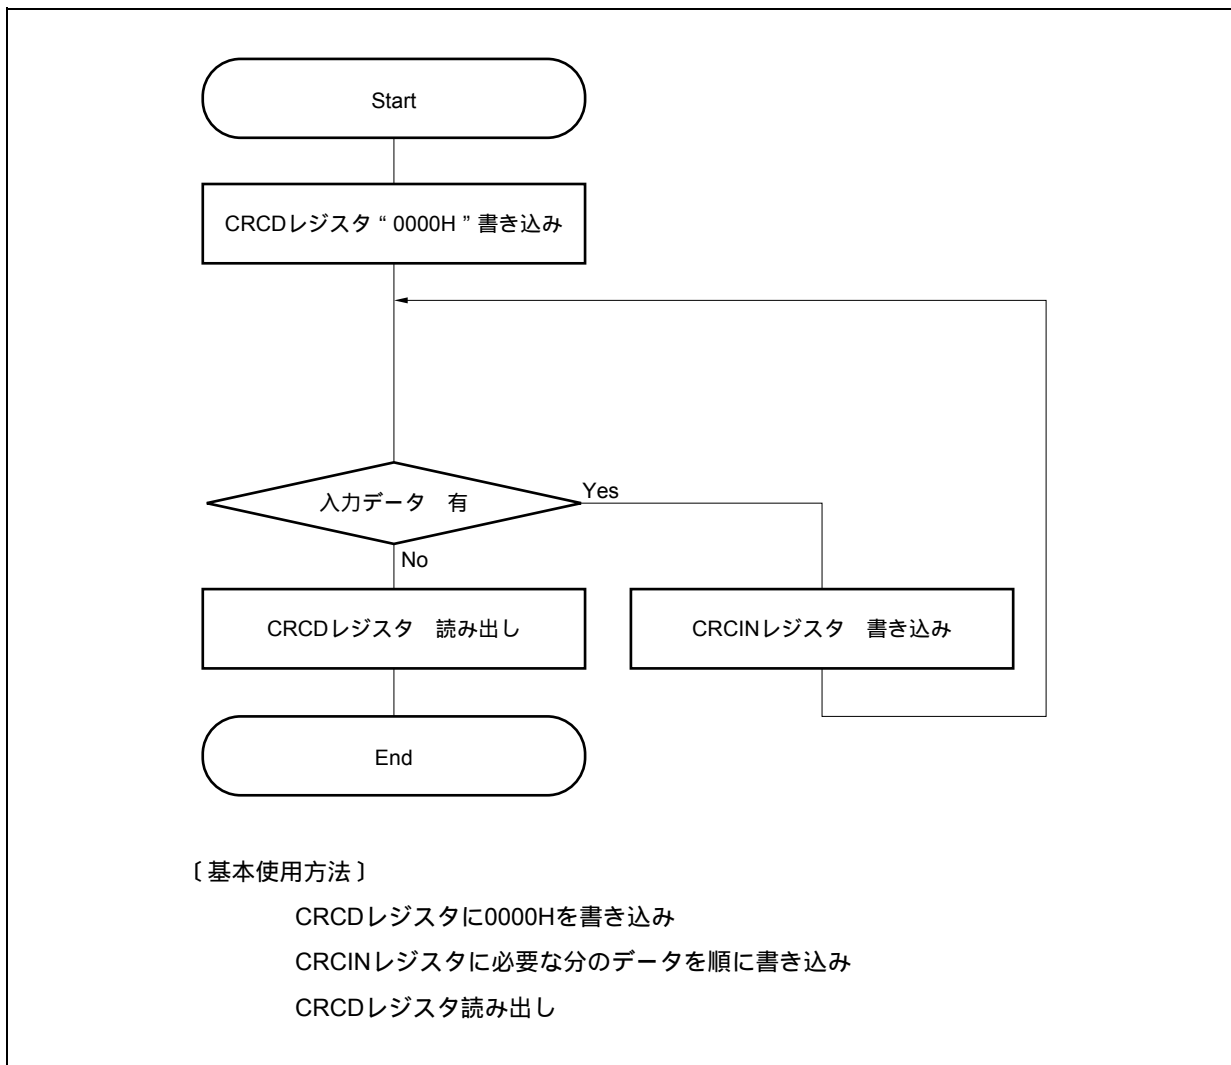 Start
CRCDレジスタ“0000H”書き込み
入力データ　有
Yes
No
CRCDレジスタ　読み出し
CRCINレジスタ　書き込み
End
〔基本使用方法〕
CRCDレジスタに0000Hを書き込み
CRCINレジスタに必要な分のデータを順に書き込み
CRCDレジスタ読み出し